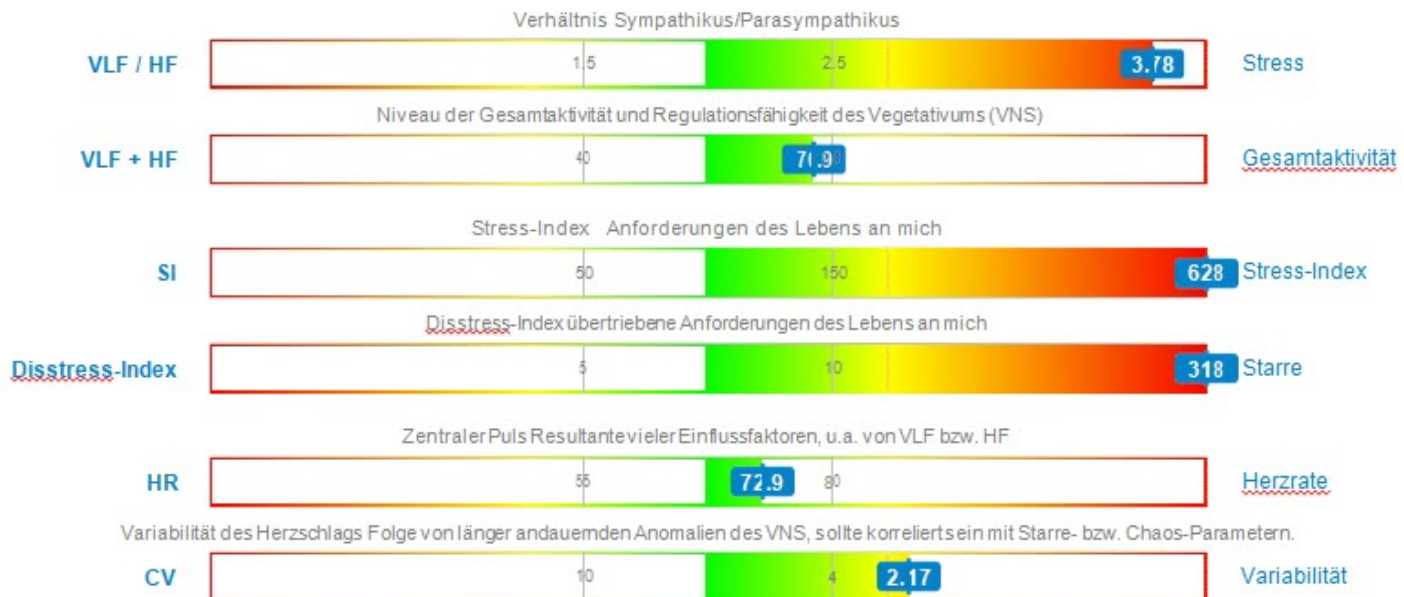 Verhältnis Sympathikus/Parasympathikus
VLF / HF 1.5 2.5 3.78 Stress
Niveau der Gesamtaktivität und Regulationsfähigkeit des Vegetativums (VNS)
VLF + HF 40 Gesamtaktivität
Stress-Index Anforderungen des Lebens an mich
SI 50 150 628 Stress-Index
Disstress-Index übertriebene Anforderungen des Lebens an mich
Disstress-Index 5 10 318 Starre
Zentraler Puls Resultante vieler Einflussfaktoren, u.a. von VLF bzw. HF
HR 55 72.9 80 Herzrate
Variabilität des Herzschlags Folge von länger andauernden Anomalien des VNS, sollte korreliert sein mit Starre- bzw. Chaos-Parametern.
CV 10 4 2.17 Variabilität